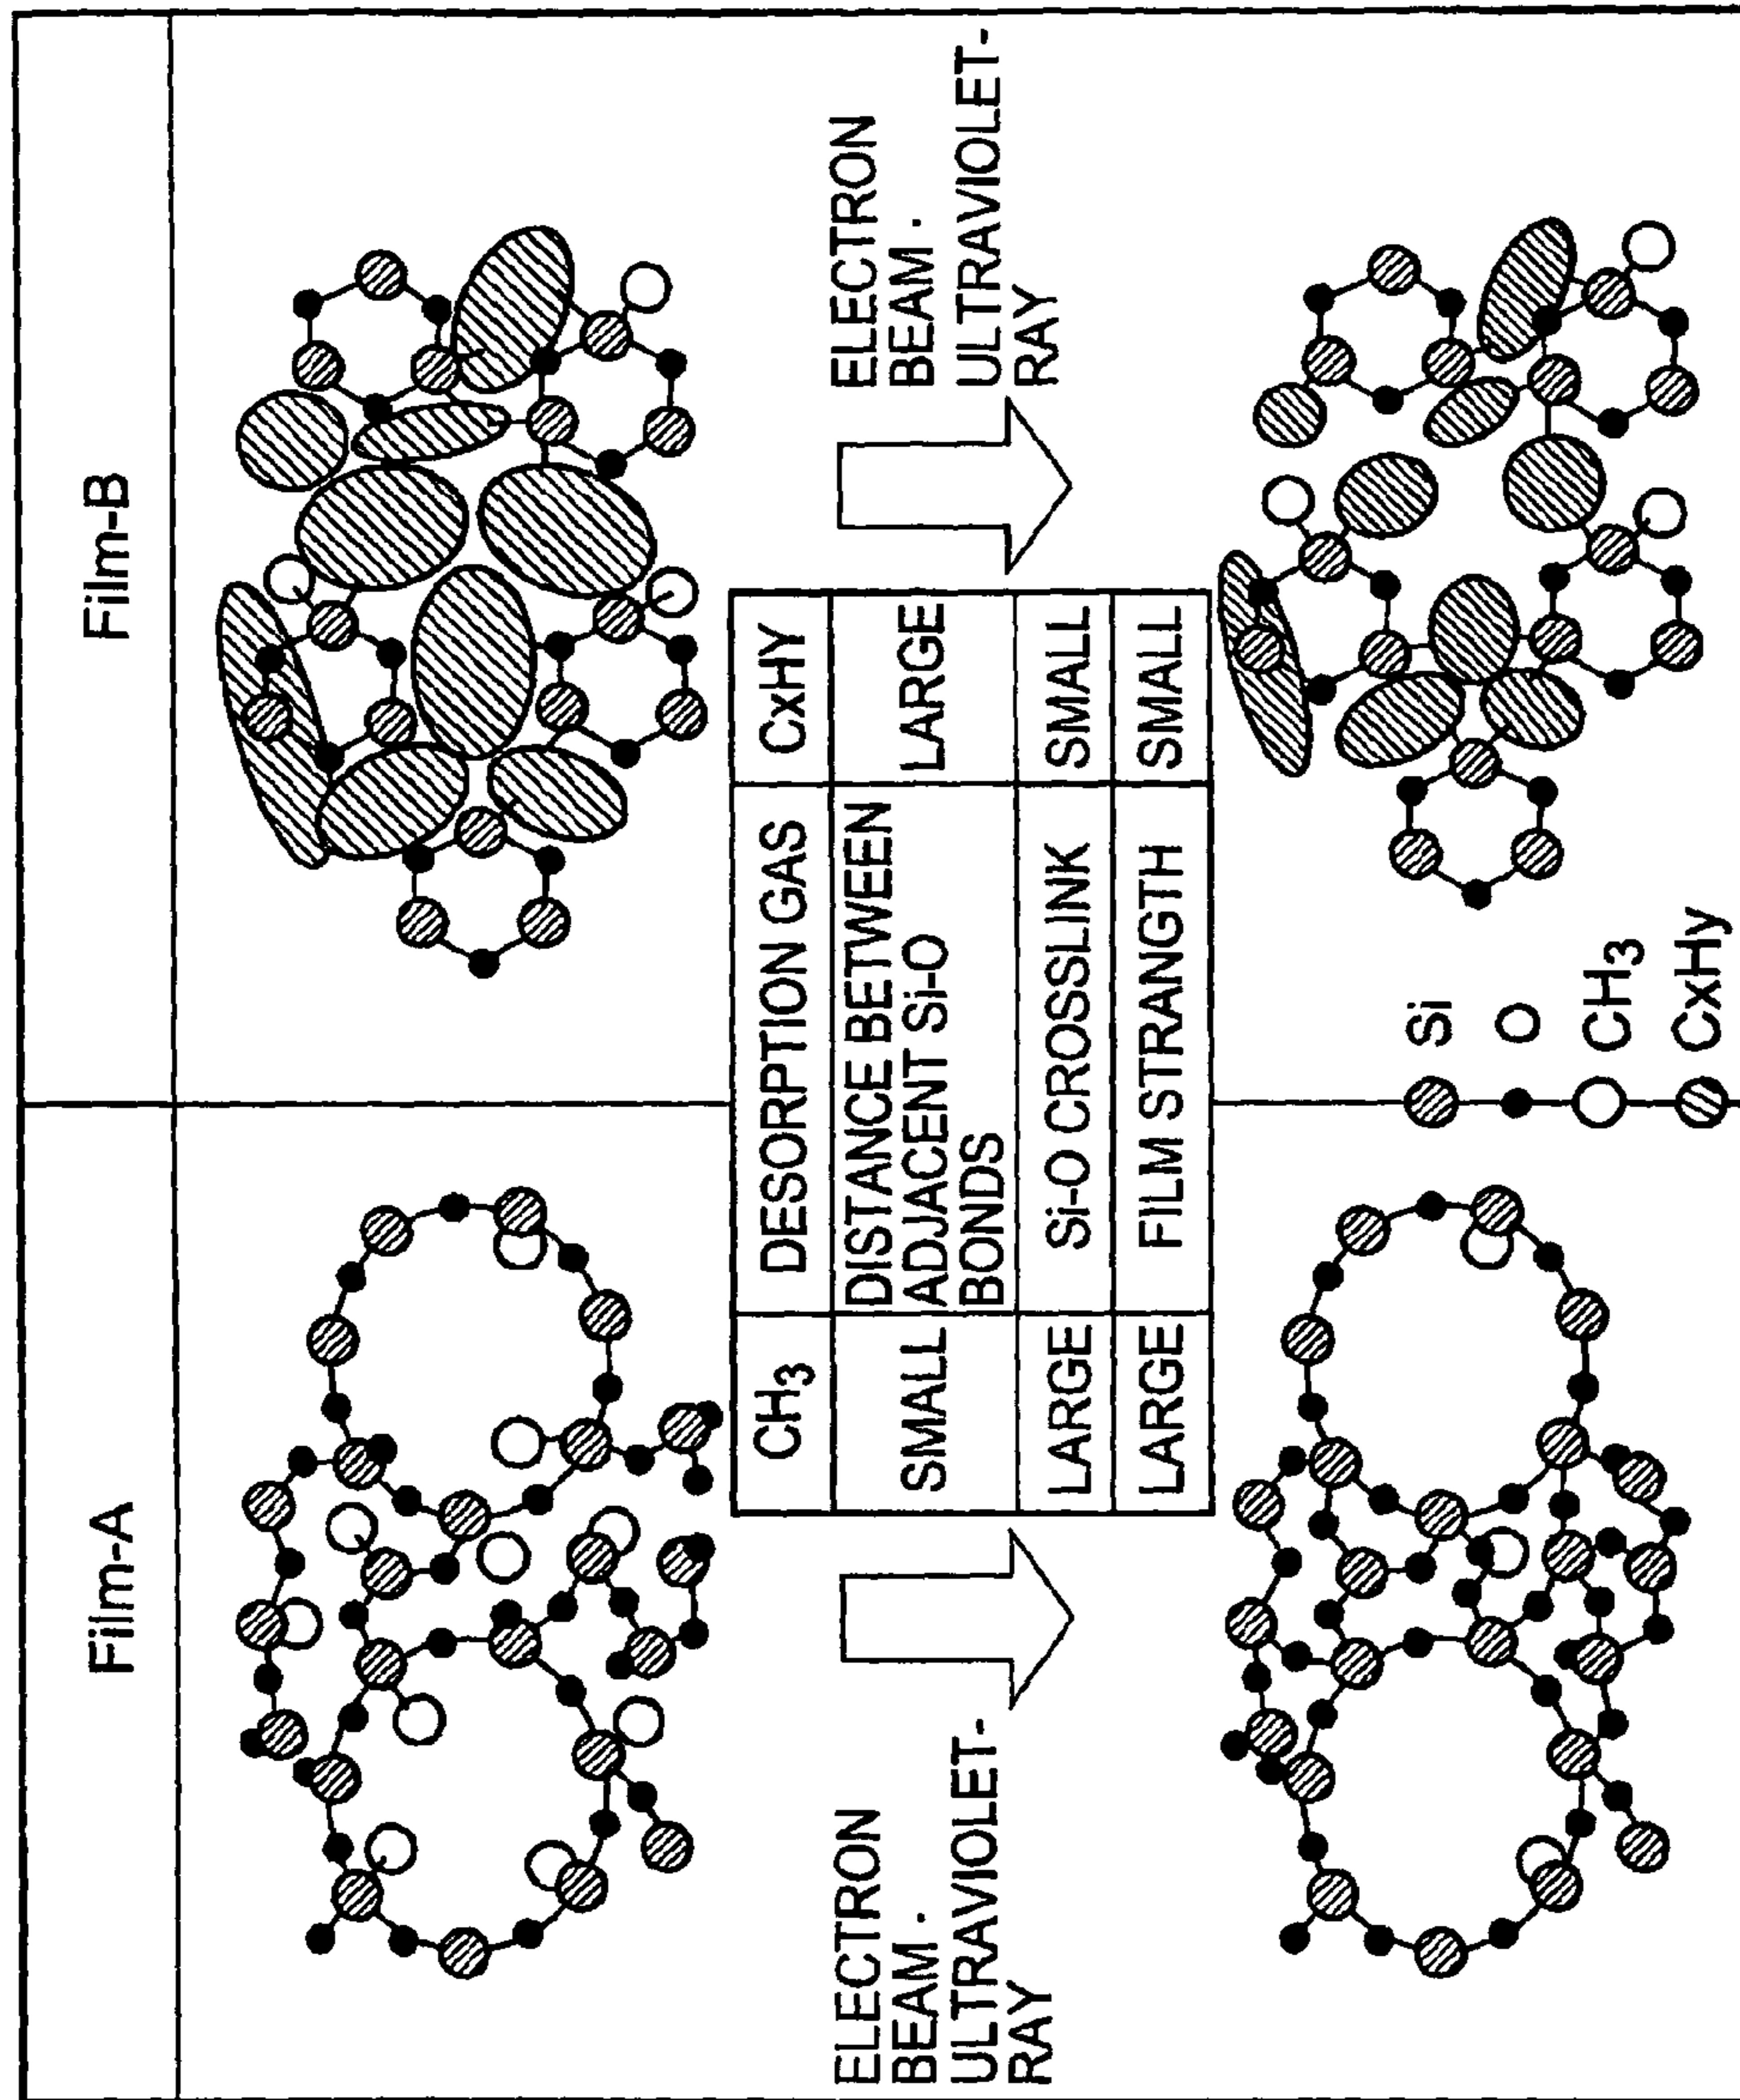 Film-A
Film-B
ELECTRON
BEAM ·
ULTRAVIOLET-
RAY
ELECTRON
BEAM ·
ULTRAVIOLET-
RAY
CH3 DESORPTION GAS CxHY
SMALL
DISTANCE BETWEEN
ADJACENT Si-O
BONDS
LARGE
LARGE Si-O CROSSLINK SMALL
LARGE FILM STRANGTH SMALL
Si
O
CH3
CxHy